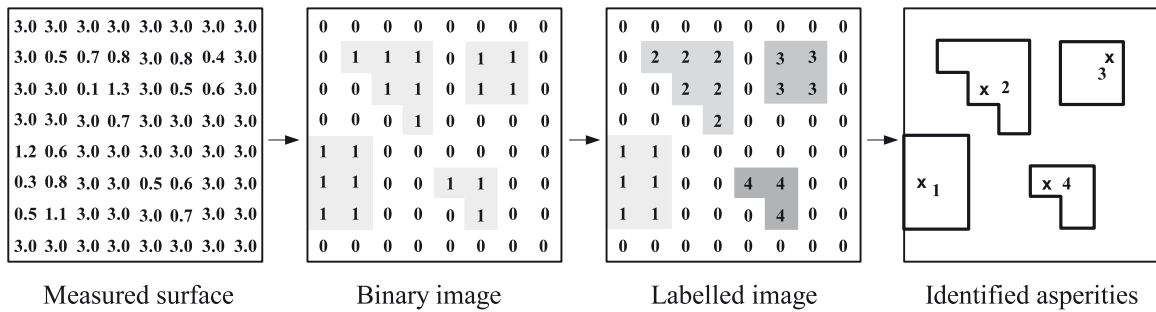 3.0 3.0 3.0 3.0 3.0 3.0 3.0 3.0
3.0 0.5 0.7 0.8 3.0 0.8 0.4 3.0
3.0 3.0 0.1 1.3 3.0 0.5 0.6 3.0
3.0 3.0 3.0 0.7 3.0 3.0 3.0 3.0
1.2 0.6 3.0 3.0 3.0 3.0 3.0 3.0
0.3 0.8 3.0 3.0 0.5 0.6 3.0 3.0
0.5 1.1 3.0 3.0 3.0 0.7 3.0 3.0
3.0 3.0 3.0 3.0 3.0 3.0 3.0 3.0
Measured surface
0 0 0 0 0 0 0 0
0 1 1 1 0 1 1 0
0 0 1 1 0 1 1 0
0 0 0 1 0 0 0 0
1 1 0 0 0 0 0 0
1 1 0 0 1 1 0 0
1 1 0 0 0 1 0 0
0 0 0 0 0 0 0 0
Binary image
0 0 0 0 0 0 0 0
0 2 2 2 0 3 3 0
0 0 2 2 0 3 3 0
0 0 0 2 0 0 0 0
1 1 0 0 0 0 0 0
1 1 0 0 4 4 0 0
1 1 0 0 0 4 0 0
0 0 0 0 0 0 0 0
Labelled image
x 3
x 2
x 1
x 4
Identified asperities